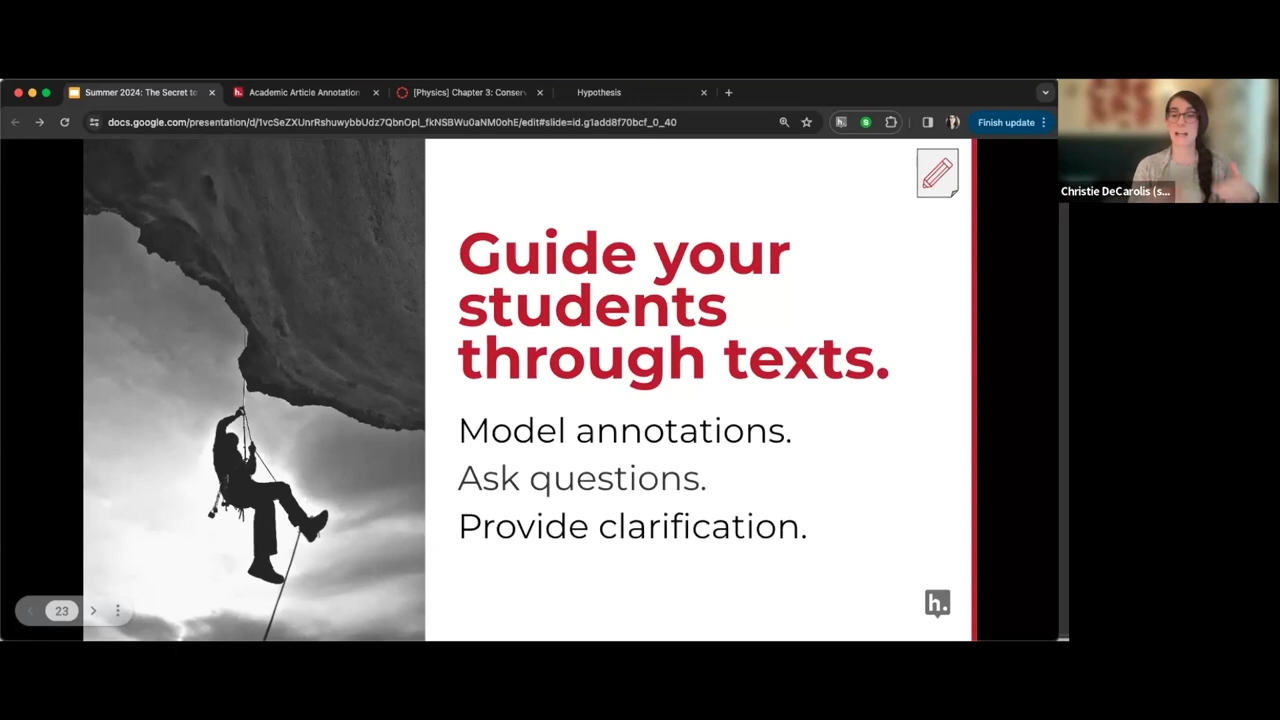 Summer 2024: The Secret to
Academic Article Annotation
[Physics] Chapter 3: Conserv
Hypothesis
docs.google.com/presentation/d/1vcSeZXUnrRshuwybbUdz7QbnOpl_fkNSBWu0aNM0ohE/edit#slide=id.g1add8f70bcf_0_40
Finish update
Christie DeCarolis (s...
Guide your
students
through texts.
Model annotations.
Ask questions.
Provide clarification.
23
h.